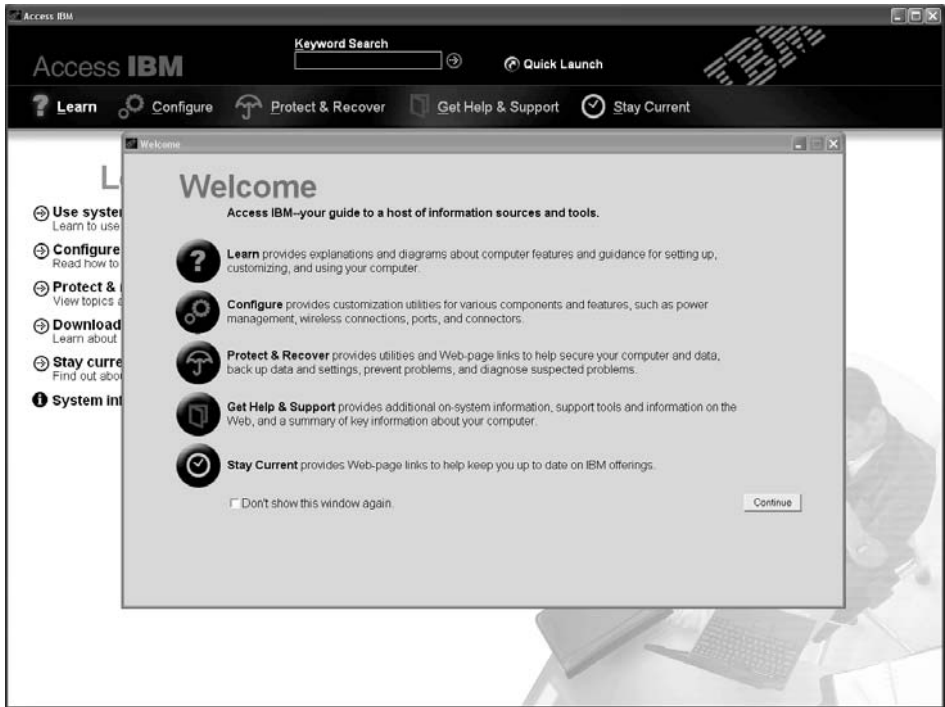 Access IBM
Keyword Search
Access IBM
Quick Launch
IBM
? Learn Configure Protect & Recover Get Help & Support Stay Current
Welcome
Welcome
Access IBM--your guide to a host of information sources and tools.
Learn provides explanations and diagrams about computer features and guidance for setting up,
customizing, and using your computer.
Configure provides customization utilities for various components and features, such as power
management, wireless connections, ports, and connectors.
Protect & Recover provides utilities and Web-page links to help secure your computer and data,
back up data and settings, prevent problems, and diagnose suspected problems.
Get Help & Support provides additional on-system information, support tools and information on the
Web, and a summary of key information about your computer.
Stay Current provides Web-page links to help keep you up to date on IBM offerings.
Don't show this window again.
Continue
Use
Learn to use
Configure
Read how to
Protect &
View topics
Download
Learn about
Stay
Find out
System